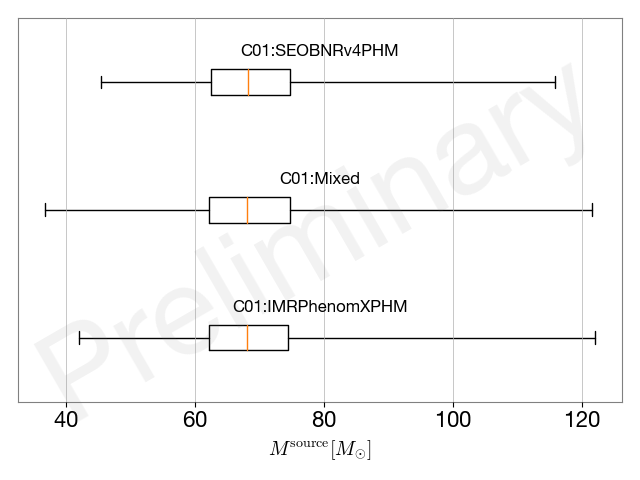 C01:SEOBNRv4PHM
C01:Mixed
C01:IMRPhenomXPHM
Preliminary
40 60 80 100 120
M^source[M_⊙]